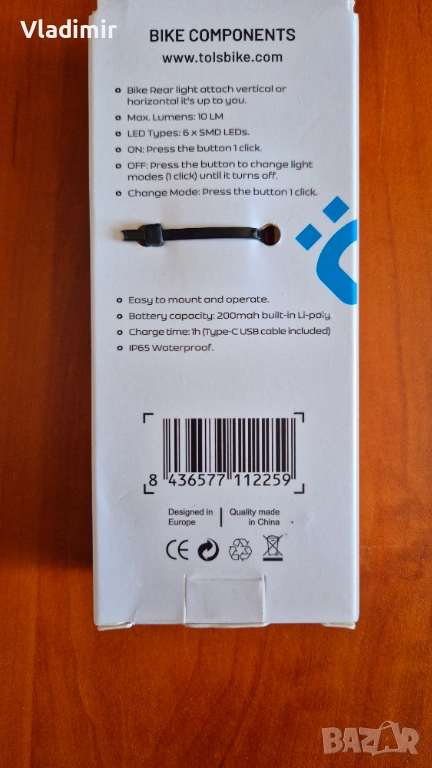 Vladimir
BIKE COMPONENTS
www.tolsbike.com
Bike Rear light attach vertical or
horizontal it's up to you.
Max. Lumens: 10 LM
LED Types: 6 x SMD LEDs.
ON: Press the button 1 click.
OFF: Press the button to change light
modes (1 click) until it turns off.
Change Mode: Press the button 1 click.
Easy to mount and operate.
Battery capacity: 200mah built-in Li-poly.
Charge time: 1h (Type-C USB cable included)
IP65 Waterproof.
8 436577 112259
Designed in
Europe
Quality made
in China
CE
BAZAR